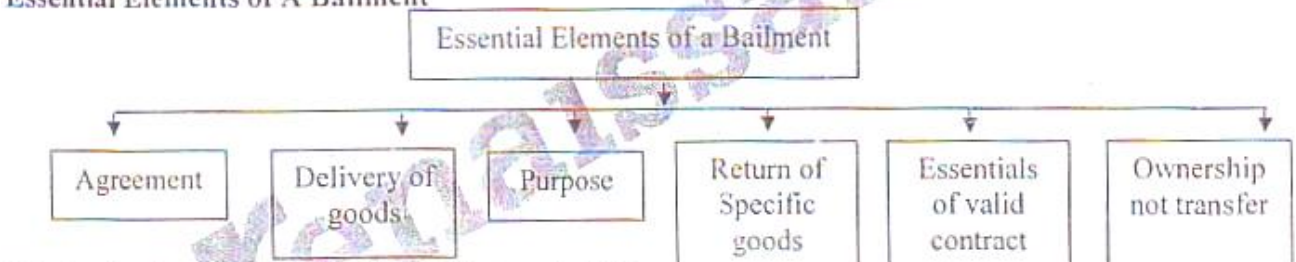 Essential Elements of A Bailment
Essential Elements of a Bailment
Agreement
Delivery of
goods
Purpose
Return of
Specific
goods
Essentials
of valid
contract
Ownership
not transfer